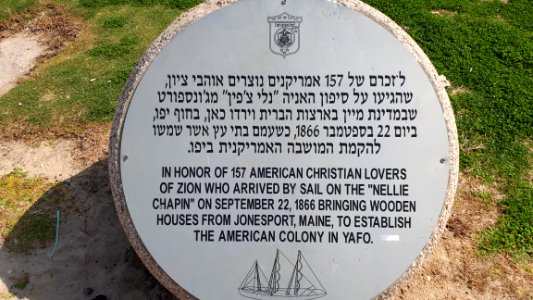 ל׳זכרם של 157 אמריקנים נוצרים אוהבי ציון,
שהגיעו על סיפון האניה "נלי צ'פין" מג'ונספורט
שבמדינת מיין בארצות הברית וירדו כאן, בחוף יפו,
ביום 22 בספטמבר 1866, כשעמם בתי עץ אשר שמשו
להקמת המושבה האמריקנית ביפו.
IN HONOR OF 157 AMERICAN CHRISTIAN LOVERS
OF ZION WHO ARRIVED BY SAIL ON THE "NELLIE
CHAPIN" ON SEPTEMBER 22, 1866 BRINGING WOODEN
HOUSES FROM JONESPORT, MAINE, TO ESTABLISH
THE AMERICAN COLONY IN YAFO.